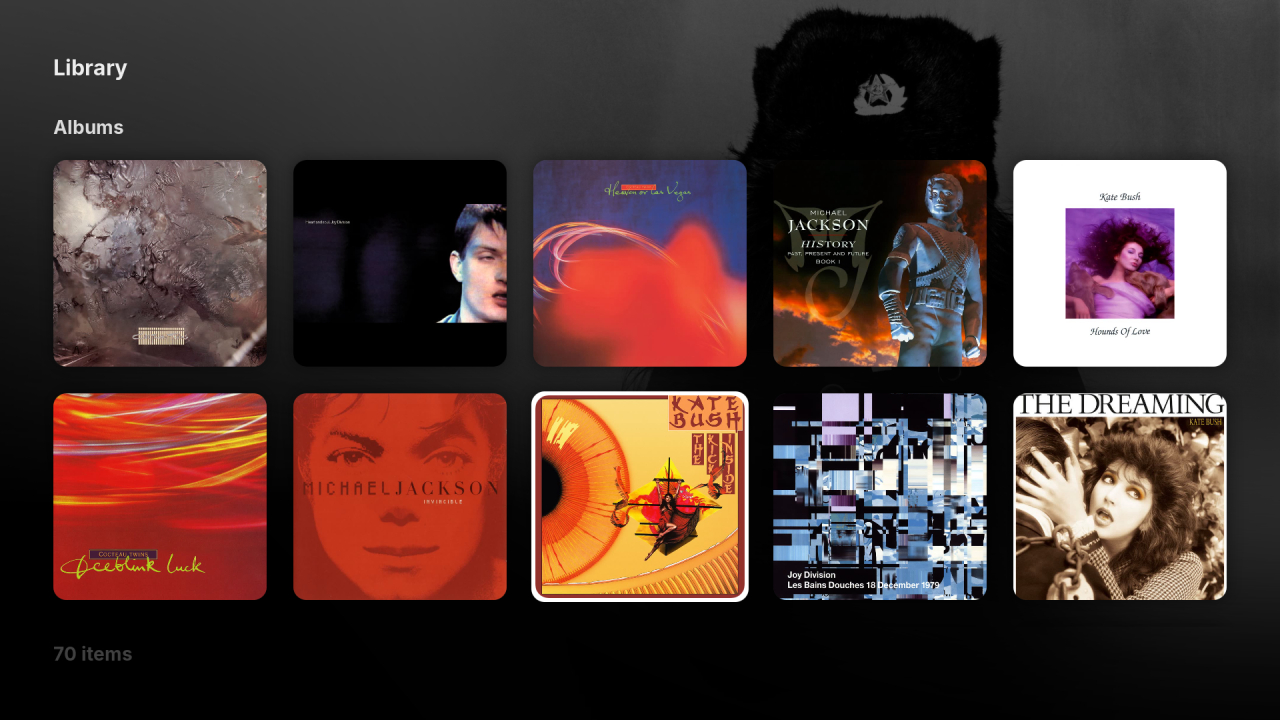 Library
Albums
Heaven or Las Vegas
MICHAEL
JACKSON
HISTORY
PAST, PRESENT AND FUTURE
BOOK I
Kate Bush
Hounds Of Love
COCTEAU TWINS
Iceblink Luck
MICHAELJACKSON
INVINCIBLE
KATE
BUSH
THE
KICK
INSIDE
Joy Division
Les Bains Douches 18 December 1979
THE DREAMING
KATE BUSH
70 items